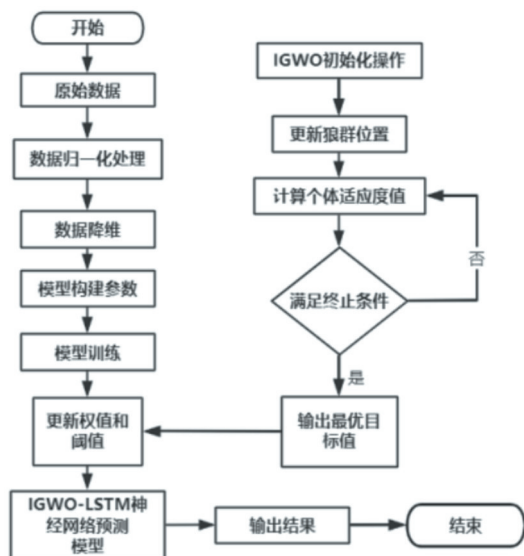 开始
原始数据
数据归一化处理
数据降维
模型构建参数
模型训练
更新权值和
阈值
IGWO-LSTM神
经网络预测
模型
IGWO初始化操作
更新狼群位置
计算个体适应度值
否
满足终止条件
是
输出最优目
标值
输出结果
结束